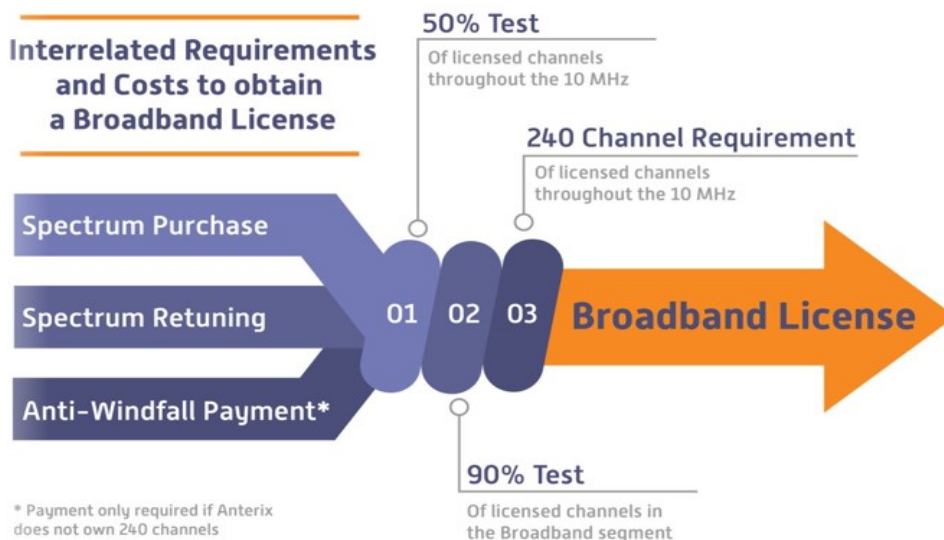 Interrelated Requirements
and Costs to obtain
a Broadband License
50% Test
Of licensed channels
throughout the 10 MHz
240 Channel Requirement
Of licensed channels
throughout the 10 MHz
Spectrum Purchase
Spectrum Retuning
Anti-Windfall Payment*
01
02
03
Broadband License
90% Test
Of licensed channels in
the Broadband segment
* Payment only required if Anterix
does not own 240 channels